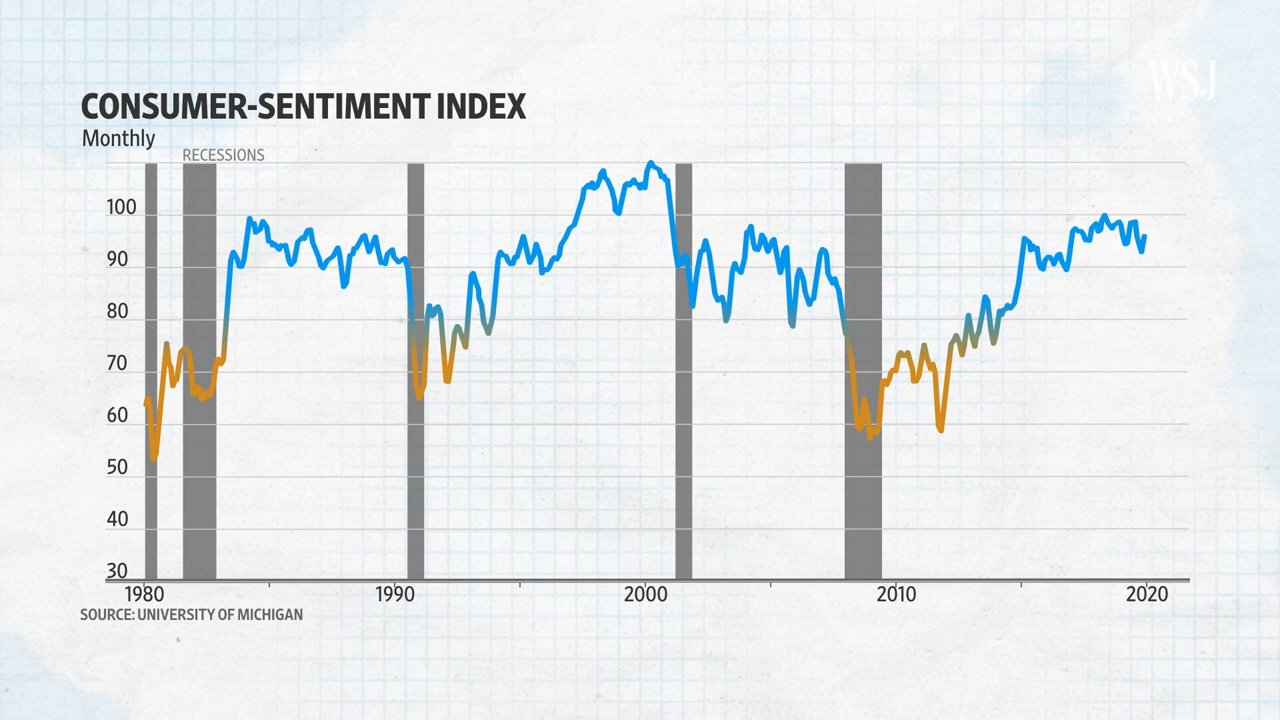 WSJ
CONSUMER-SENTIMENT INDEX
Monthly
RECESSIONS
100
90
80
70
60
50
40
30
1980 1990 2000 2010 2020
SOURCE: UNIVERSITY OF MICHIGAN